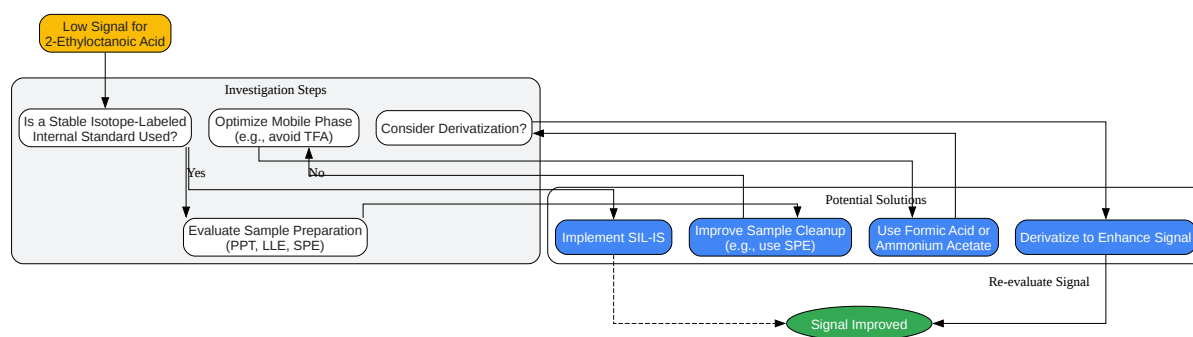 Low Signal for
2-Ethyloctanoic Acid
Investigation Steps
Is a Stable Isotope-Labeled
Internal Standard Used?
Optimize Mobile Phase
(e.g., avoid TFA)
Consider Derivatization?
Yes
No
Evaluate Sample Preparation
(PPT, LLE, SPE)
Potential Solutions
Implement SIL-IS
Improve Sample Cleanup
(e.g., use SPE)
Use Formic Acid or
Ammonium Acetate
Derivatize to Enhance Signal
Re-evaluate Signal
Signal Improved